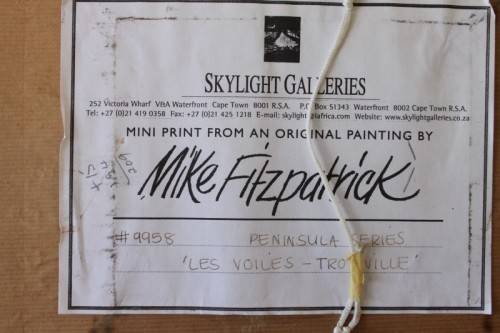 SKYLIGHT GALLERIES
252 Victoria Wharf V&A Waterfront Cape Town 8001 R.S.A. P.O. Box 51343 Waterfront 8002 Cape Town R.S.A.
Tel: +27 (0)21 419 0358 Fax: +27 (0)21 425 1218 E-mail: skylight@iafrica.com Website: www.skylightgalleries.co.za
MINI PRINT FROM AN ORIGINAL PAINTING BY
Mike Fitzpatrick
#9958 PENINSULA SERIES
'LES VOILES - TROUVILLE'